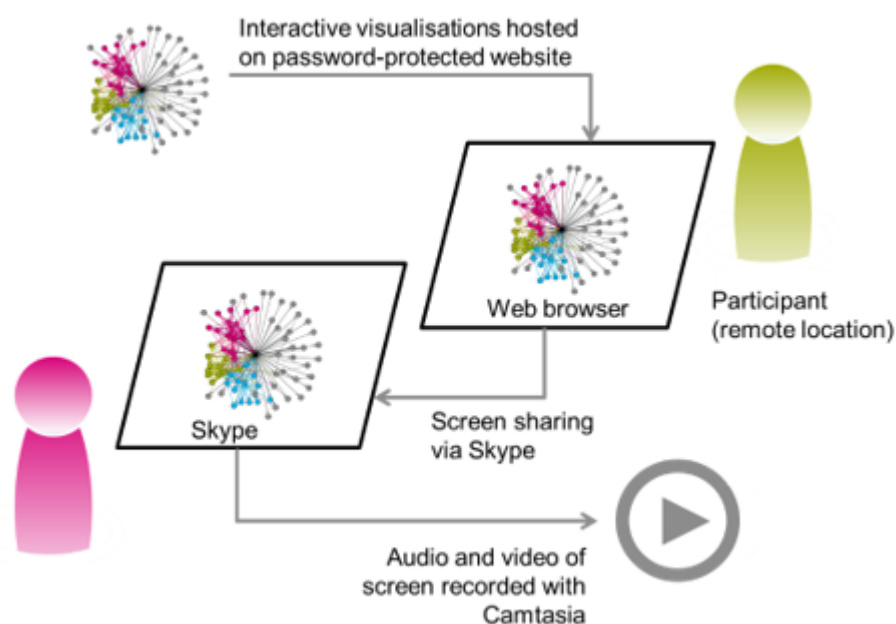 Interactive visualisations hosted
on password-protected website
Web browser
Participant
(remote location)
Skype
Screen sharing
via Skype
Audio and video of
screen recorded with
Camtasia